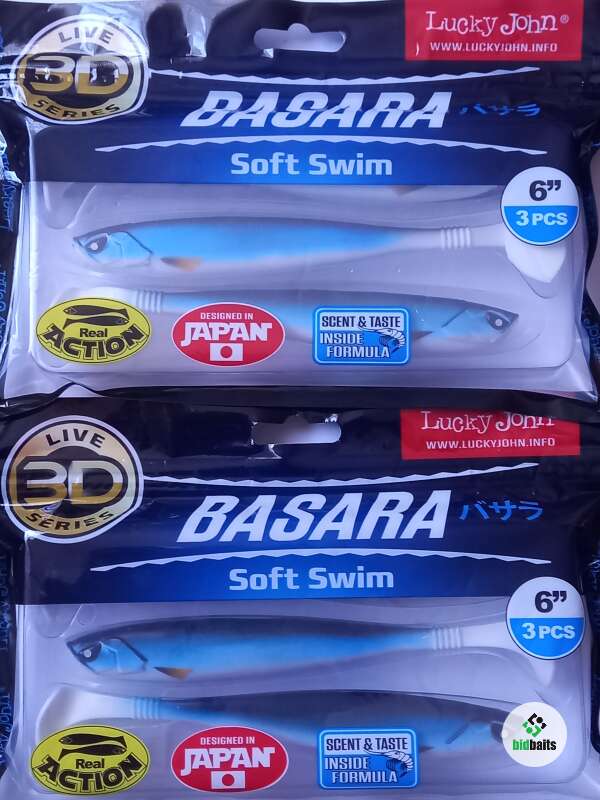 LIVE
3D
SERIES
Lucky John®
WWW.LUCKYJOHN.INFO
BASARA バサラ
Soft Swim
6”
3 PCS
Real
ACTION
DESIGNED IN
JAPAN
SCENT & TASTE
INSIDE
FORMULA
LIVE
3D
SERIES
Lucky John
WWW.LUCKYJOHN.INFO
BASARA バサラ
Soft Swim
6”
3 PCS
Real
ACTION
DESIGNED IN
JAPAN
SCENT & TASTE
INSIDE
FORMULA
bidbaits